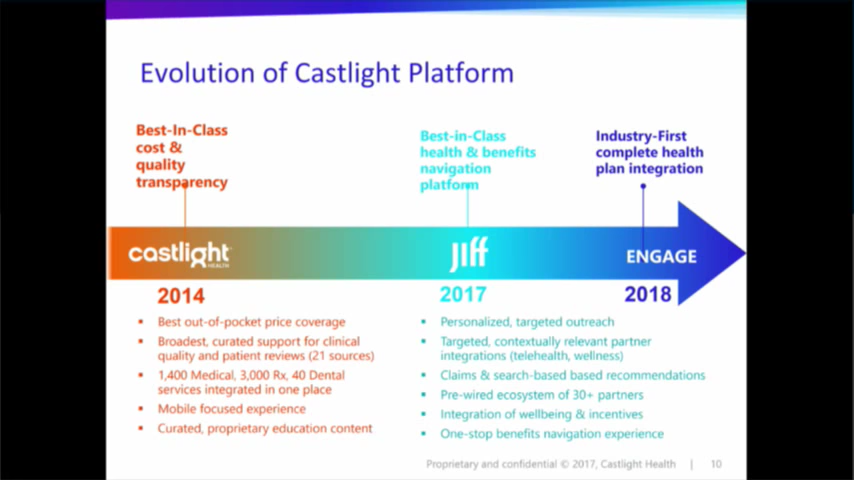 Evolution of Castlight Platform
Best-In-Class
cost &
quality
transparency
Best-in-Class
health & benefits
navigation
platform
Industry-First
complete health
plan integration
castlight
HEALTH
Jiff
ENGAGE
2014
2017
2018
▪ Best out-of-pocket price coverage
▪ Broadest, curated support for clinical
quality and patient reviews (21 sources)
▪ 1,400 Medical, 3,000 Rx, 40 Dental
services integrated in one place
▪ Mobile focused experience
▪ Curated, proprietary education content
▪ Personalized, targeted outreach
▪ Targeted, contextually relevant partner
integrations (telehealth, wellness)
▪ Claims & search-based based recommendations
▪ Pre-wired ecosystem of 30+ partners
▪ Integration of wellbeing & incentives
▪ One-stop benefits navigation experience
Proprietary and confidential © 2017, Castlight Health | 10